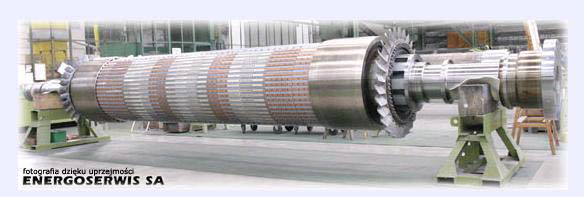 fotografia dzięku uprzejmości
ENERGOSERWIS SA